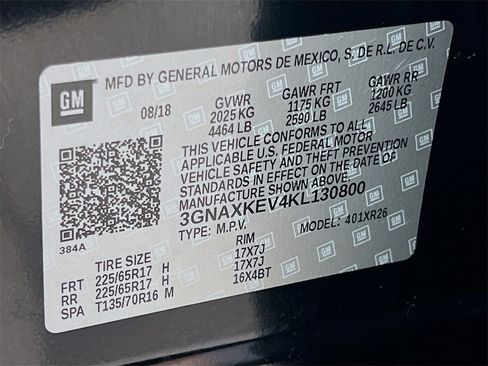 GM
MFD BY GENERAL MOTORS DE MEXICO, S. DE R.L. DE C.V.
08/18 GVWR GAWR FRT GAWR RR
2025 KG 1175 KG 1200 KG
4464 LB 2590 LB 2645 LB
THIS VEHICLE CONFORMS TO ALL
APPLICABLE U.S. FEDERAL MOTOR
VEHICLE SAFETY AND THEFT PREVENTION
STANDARDS IN EFFECT ON THE DATE OF
MANUFACTURE SHOWN ABOVE.
3GNAXKEV4KL130800
TYPE: M.P.V. MODEL: 401XR26
384A
TIRE SIZE RIM
FRT 225/65R17 H 17X7J
RR 225/65R17 H 17X7J
SPA T135/70R16 M 16X4BT